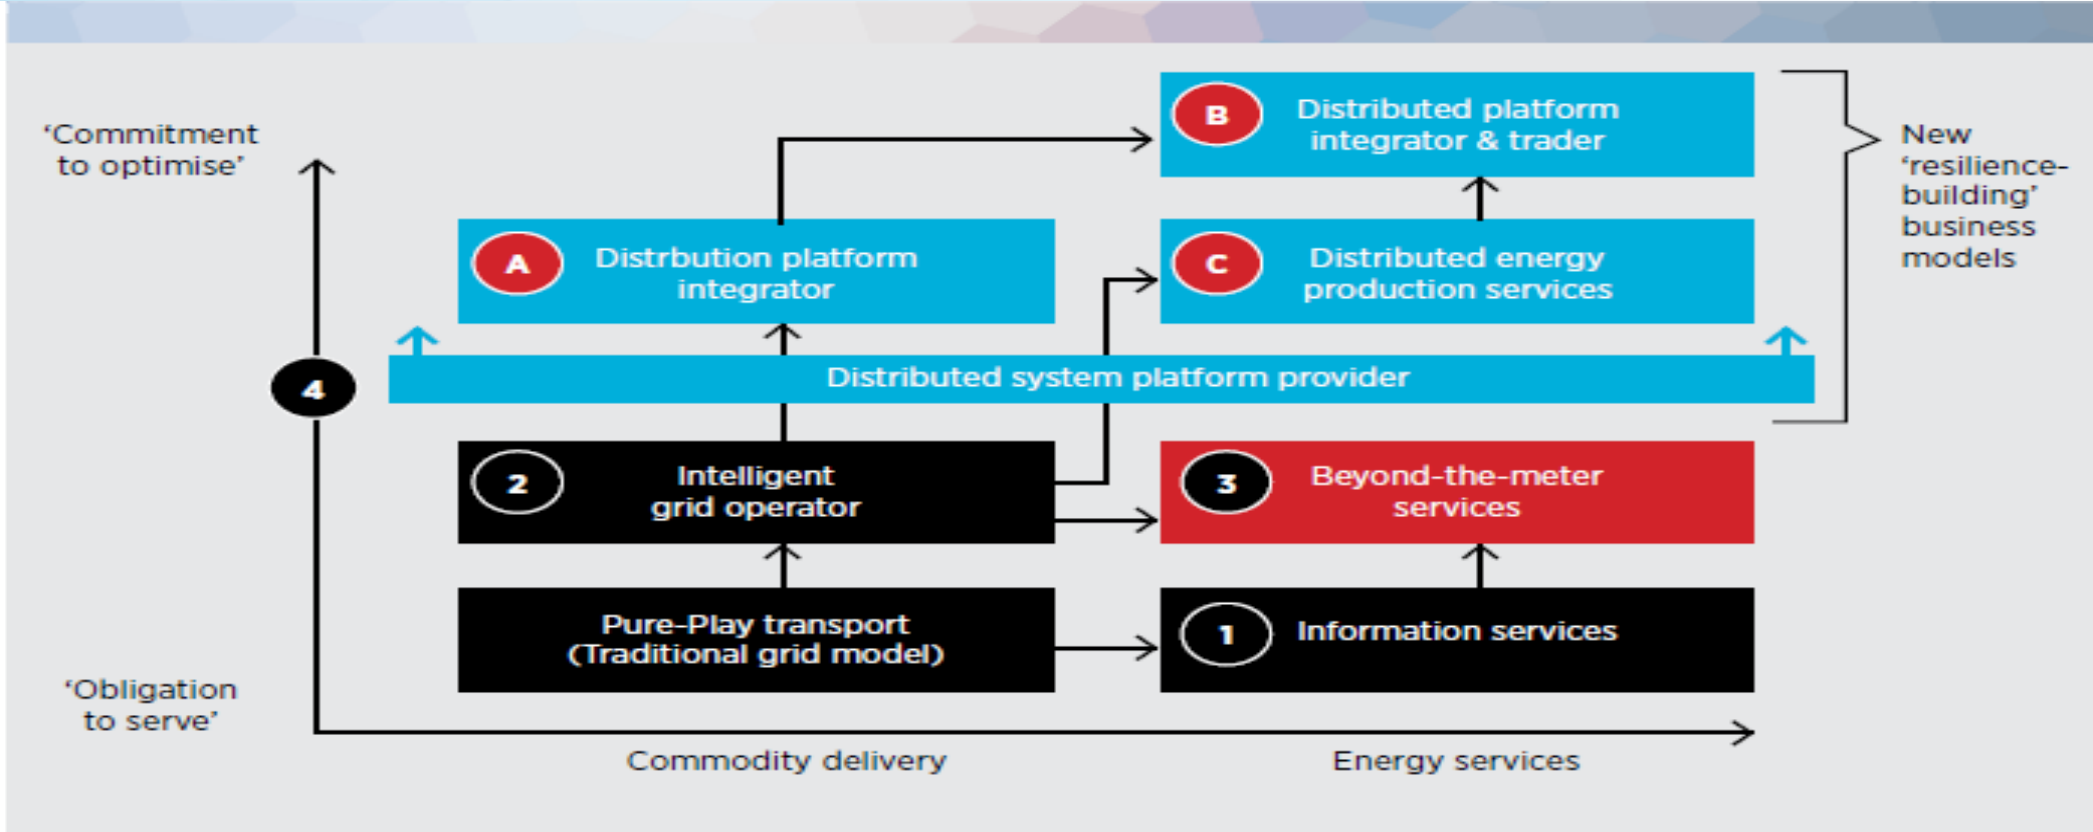 ‘Commitment
to optimise’
B
Distributed platform
integrator & trader
New
‘resilience-
building’
business
models
A
Distrbution platform
integrator
C
Distributed energy
production services
4
Distributed system platform provider
2
Intelligent
grid operator
3
Beyond-the-meter
services
Pure-Play transport
(Traditional grid model)
1
Information services
‘Obligation
to serve’
Commodity delivery
Energy services